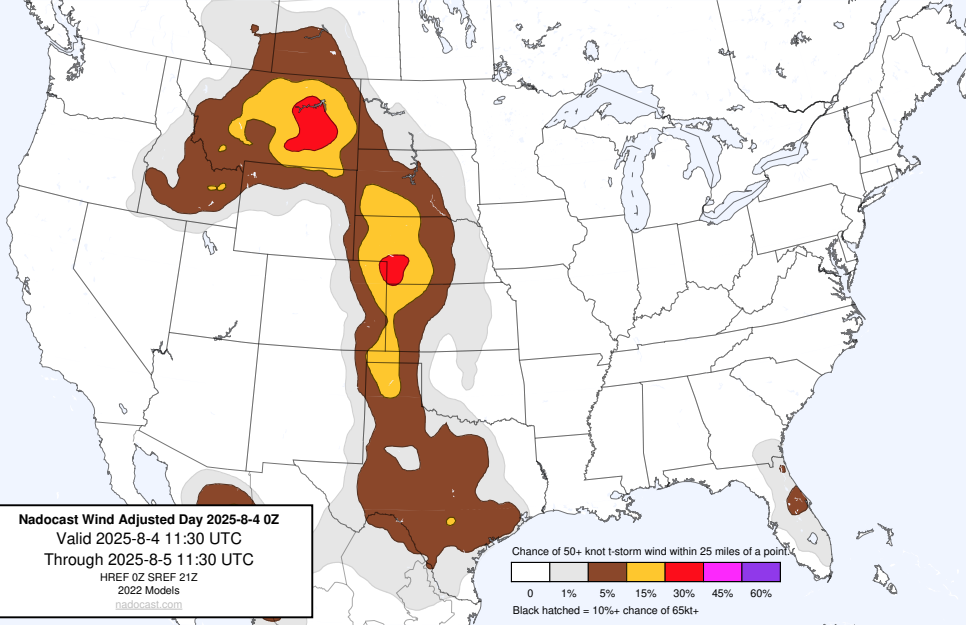 Nadocast Wind Adjusted Day 2025-8-4 0Z
Valid 2025-8-4 11:30 UTC
Through 2025-8-5 11:30 UTC
HREF 0Z SREF 21Z
2022 Models
nadocast.com
Chance of 50+ knot t-storm wind within 25 miles of a point.
0 1% 5% 15% 30% 45% 60%
Black hatched = 10%+ chance of 65kt+